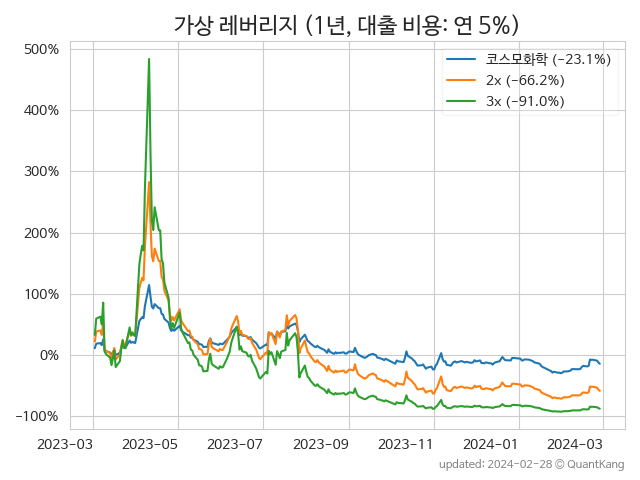 가상 레버리지 (1년, 대출 비용: 연 5%)
코스모화학 (-23.1%)
2x (-66.2%)
3x (-91.0%)
500%
400%
300%
200%
100%
0%
-100%
2023-03 2023-05 2023-07 2023-09 2023-11 2024-01 2024-03
updated: 2024-02-28 © QuantKang